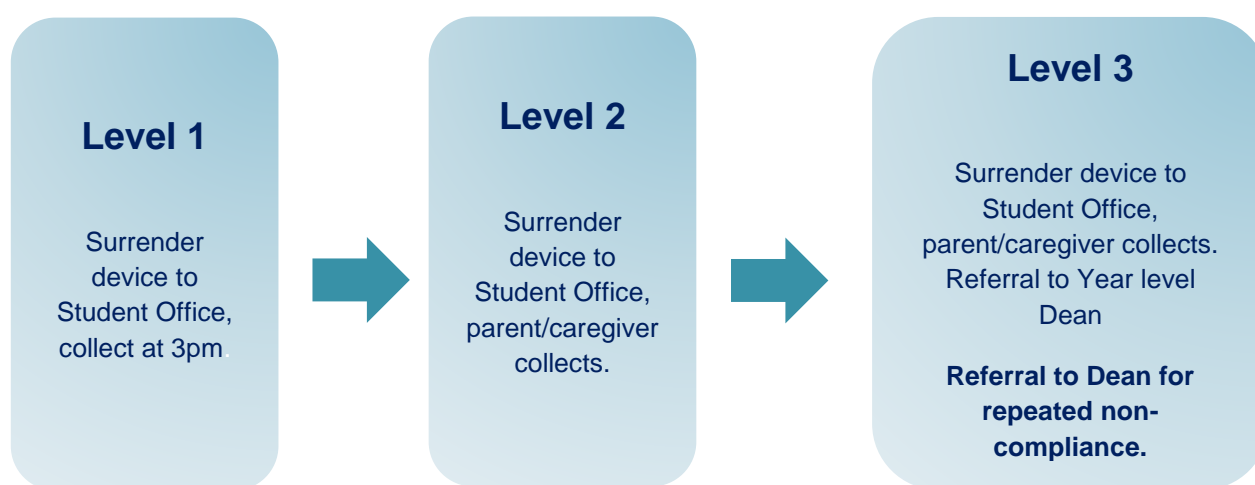 Level 1
Surrender
device to
Student Office,
collect at 3pm.
Level 2
Surrender
device to
Student Office,
parent/caregiver
collects.
Level 3
Surrender device to
Student Office,
parent/caregiver collects.
Referral to Year level
Dean
Referral to Dean for
repeated non-
compliance.